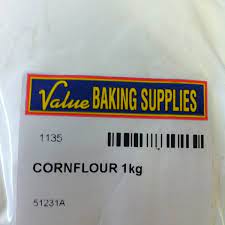 Value BAKING SUPPLIES
1135
CORNFLOUR 1kg
51231A